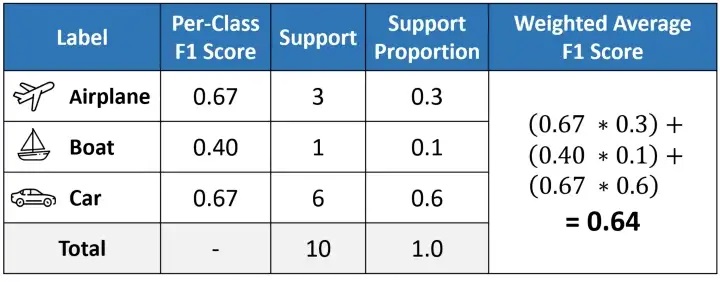 Label
Per-Class
F1 Score
Support
Support
Proportion
Weighted Average
F1 Score
Airplane
0.67
3
0.3
Boat
0.40
1
0.1
Car
0.67
6
0.6
Total
-
10
1.0
(0.67 * 0.3) +
(0.40 * 0.1) +
(0.67 * 0.6)
= 0.64